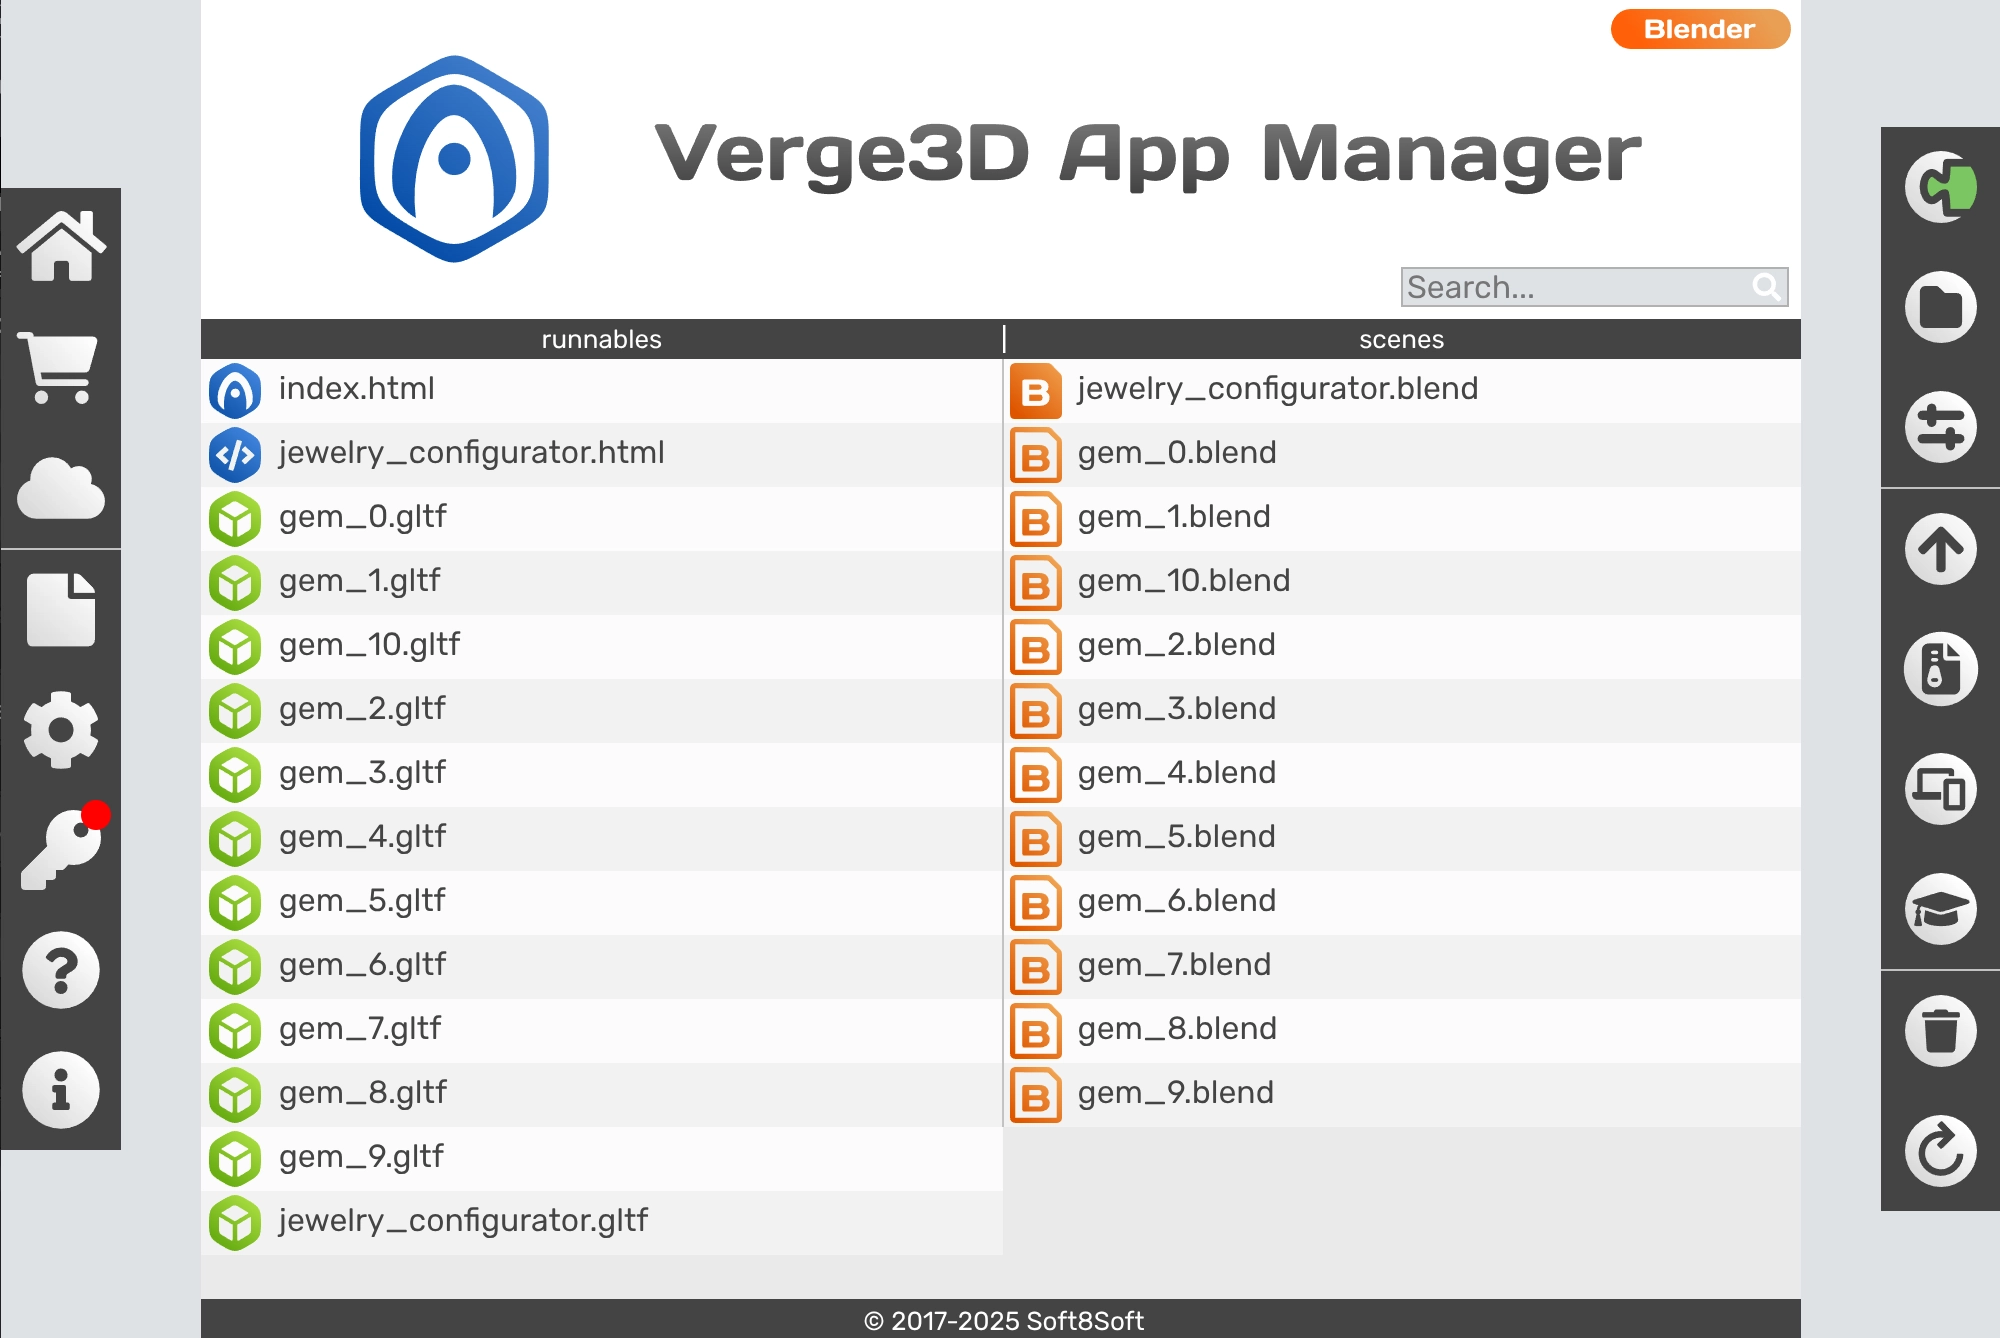 Blender
Verge3D App Manager
Search...
runnables
scenes
index.html
jewelry_configurator.html
gem_0.gltf
gem_1.gltf
gem_10.gltf
gem_2.gltf
gem_3.gltf
gem_4.gltf
gem_5.gltf
gem_6.gltf
gem_7.gltf
gem_8.gltf
gem_9.gltf
jewelry_configurator.gltf
jewelry_configurator.blend
gem_0.blend
gem_1.blend
gem_10.blend
gem_2.blend
gem_3.blend
gem_4.blend
gem_5.blend
gem_6.blend
gem_7.blend
gem_8.blend
gem_9.blend
© 2017-2025 Soft8Soft